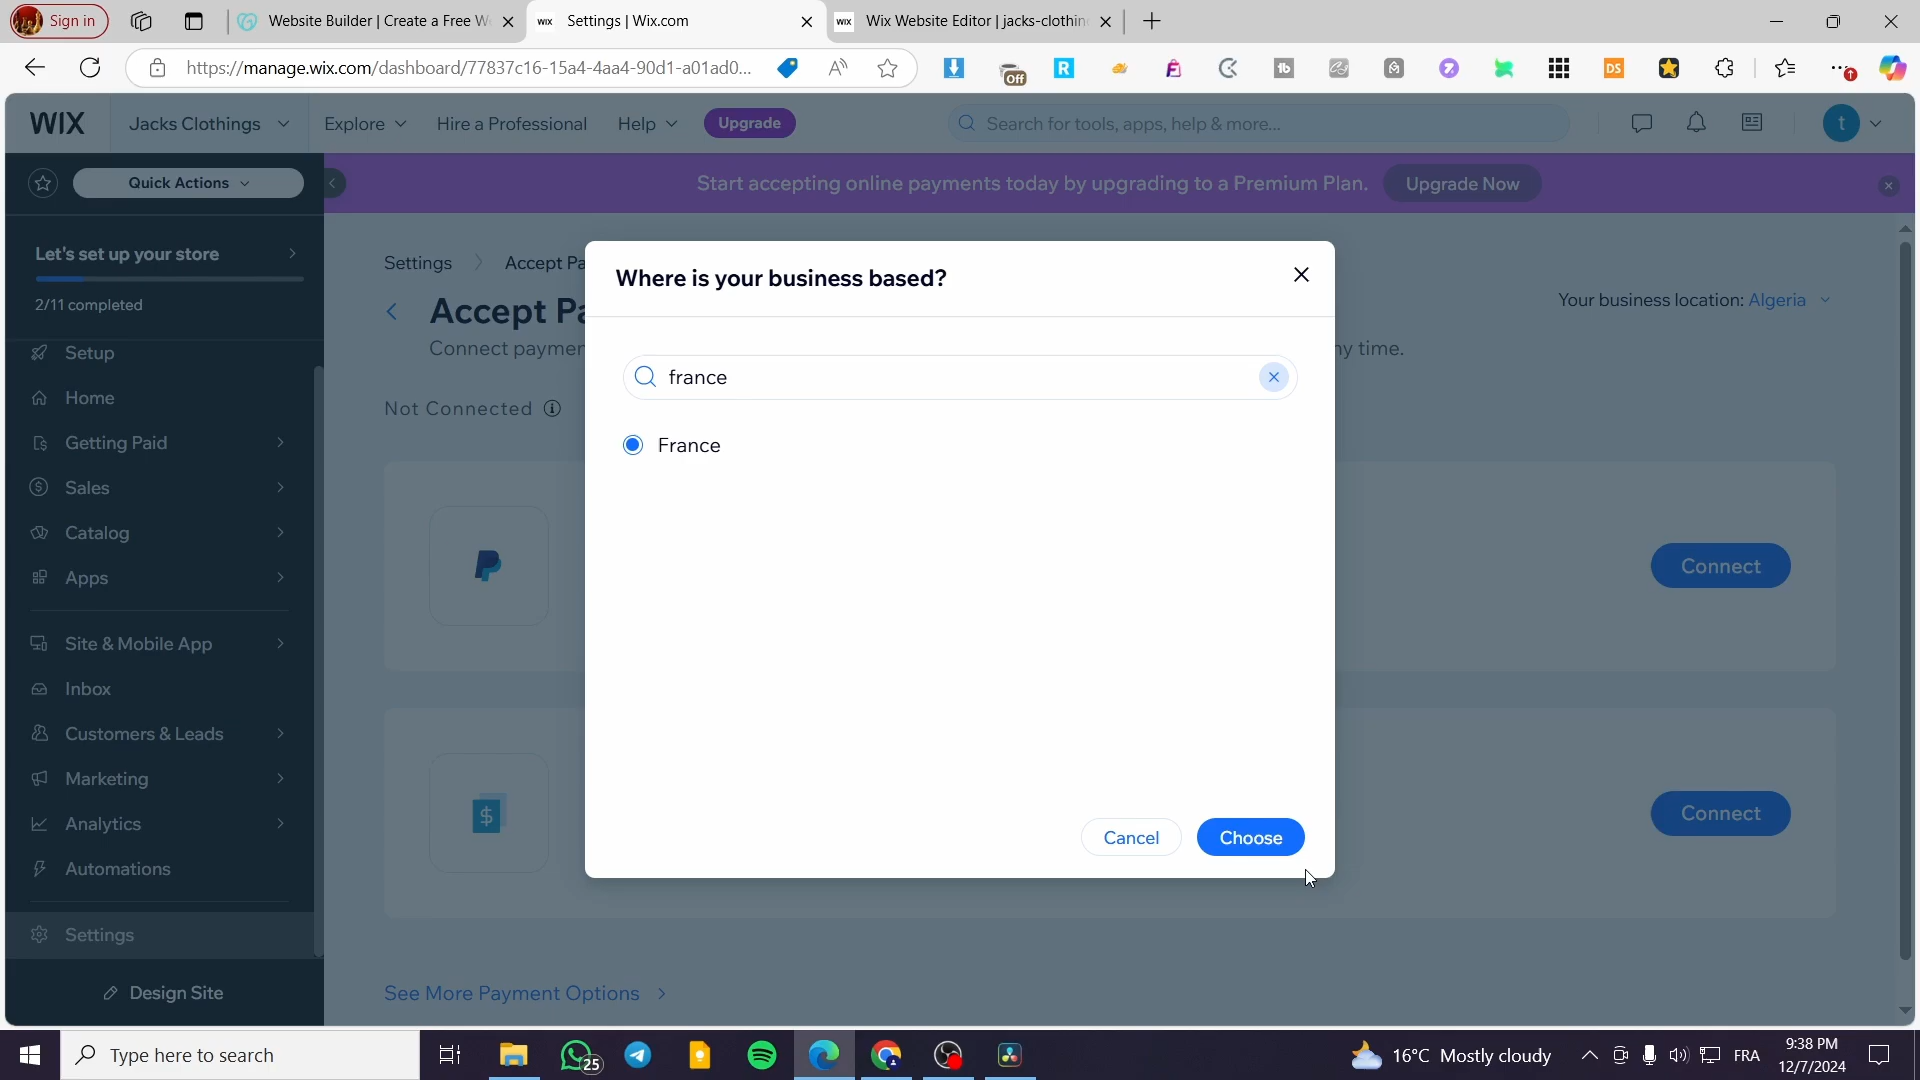 Sign in
Website Builder | Create a Free W
WIX Settings | Wix.com
WIX Wix Website Editor | jacks-clothin
https://manage.wix.com/dashboard/77837c16-15a4-4aa4-90d1-a01ad0...
Off
R
tb
DS
WIX
Jacks Clothings
Explore
Hire a Professional
Help
Upgrade
Search for tools, apps, help & more...
t
Quick Actions
Start accepting online payments today by upgrading to a Premium Plan.
Upgrade Now
Let's set up your store
2/11 completed
Setup
Home
Getting Paid
Sales
Catalog
Apps
Site & Mobile App
Inbox
Customers & Leads
Marketing
Analytics
Automations
Settings
Design Site
Settings
Accept Pa
Accept Pa
Connect paymen
ny time.
Your business location: Algeria
Not Connected
Connect
Connect
See More Payment Options
Where is your business based?
france
France
Cancel
Choose
Type here to search
25
16°C Mostly cloudy
FRA
9:38 PM
12/7/2024